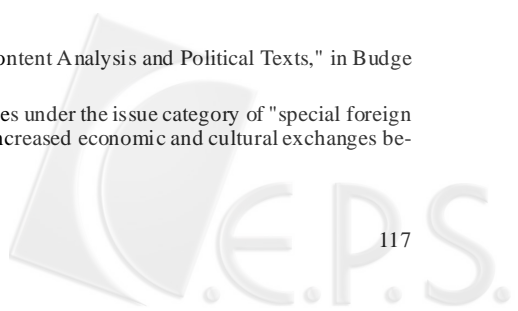 ontent Analysis and Political Texts," in Budge
es under the issue category of "special foreign
ncreased economic and cultural exchanges be-
117
C.E.P.S.